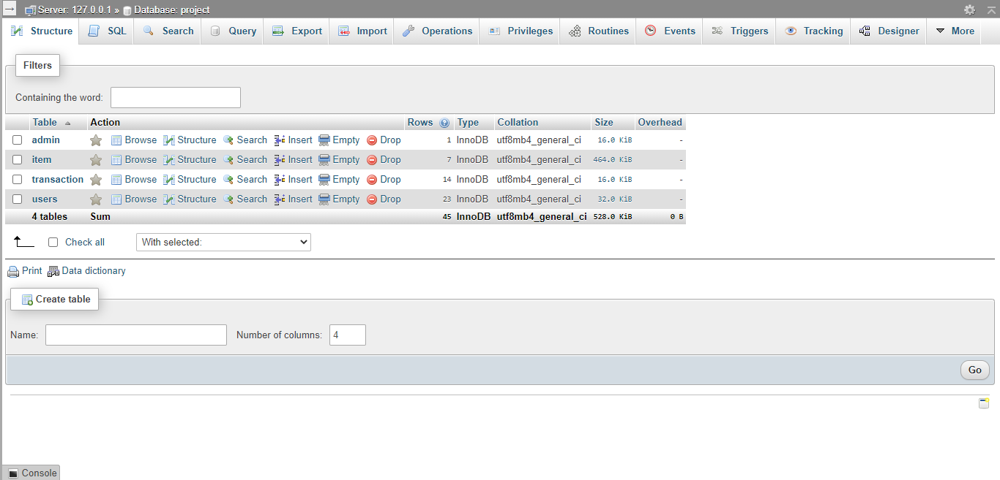 Server: 127.0.0.1 » Database: project
Structure SQL Search Query Export Import Operations Privileges Routines Events Triggers Tracking Designer More
Filters
Containing the word:
Table Action Rows Type Collation Size Overhead
admin Browse Structure Search Insert Empty Drop 1 InnoDB utf8mb4_general_ci 16.0 KiB -
item Browse Structure Search Insert Empty Drop 7 InnoDB utf8mb4_general_ci 464.0 KiB -
transaction Browse Structure Search Insert Empty Drop 14 InnoDB utf8mb4_general_ci 16.0 KiB -
users Browse Structure Search Insert Empty Drop 23 InnoDB utf8mb4_general_ci 32.0 KiB -
4 tables Sum 45 InnoDB utf8mb4_general_ci 528.0 KiB 0 B
Check all With selected:
Print Data dictionary
Create table
Name: Number of columns: 4
Go
Console